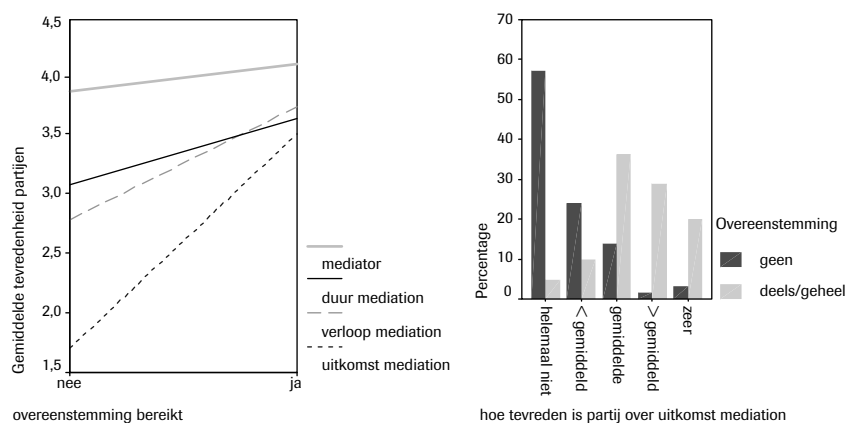 Gemiddelde tevredenheid partijen
4,5
4,0
3,5
3,0
2,5
2,0
1,5
nee
ja
mediator
duur mediation
verloop mediation
uitkomst mediation
overeenstemming bereikt
Percentage
70
60
50
40
30
20
10
0
helemaal niet
< gemiddeld
gemiddelde
> gemiddeld
zeer
Overeenstemming
geen
deels/geheel
hoe tevreden is partij over uitkomst mediation